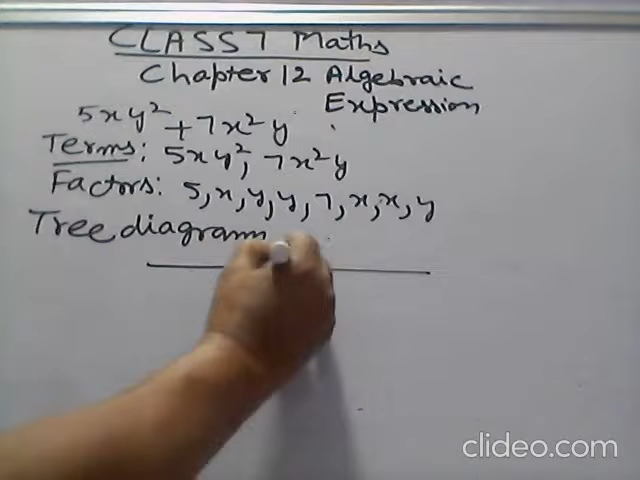 CLASS 7 Maths
Chapter 12 Algebraic
Expression
5xy² + 7x²y
Terms: 5xy², 7x²y
Factors: 5, x, y, y, 7, x, x, y
Tree diagram
clideo.com